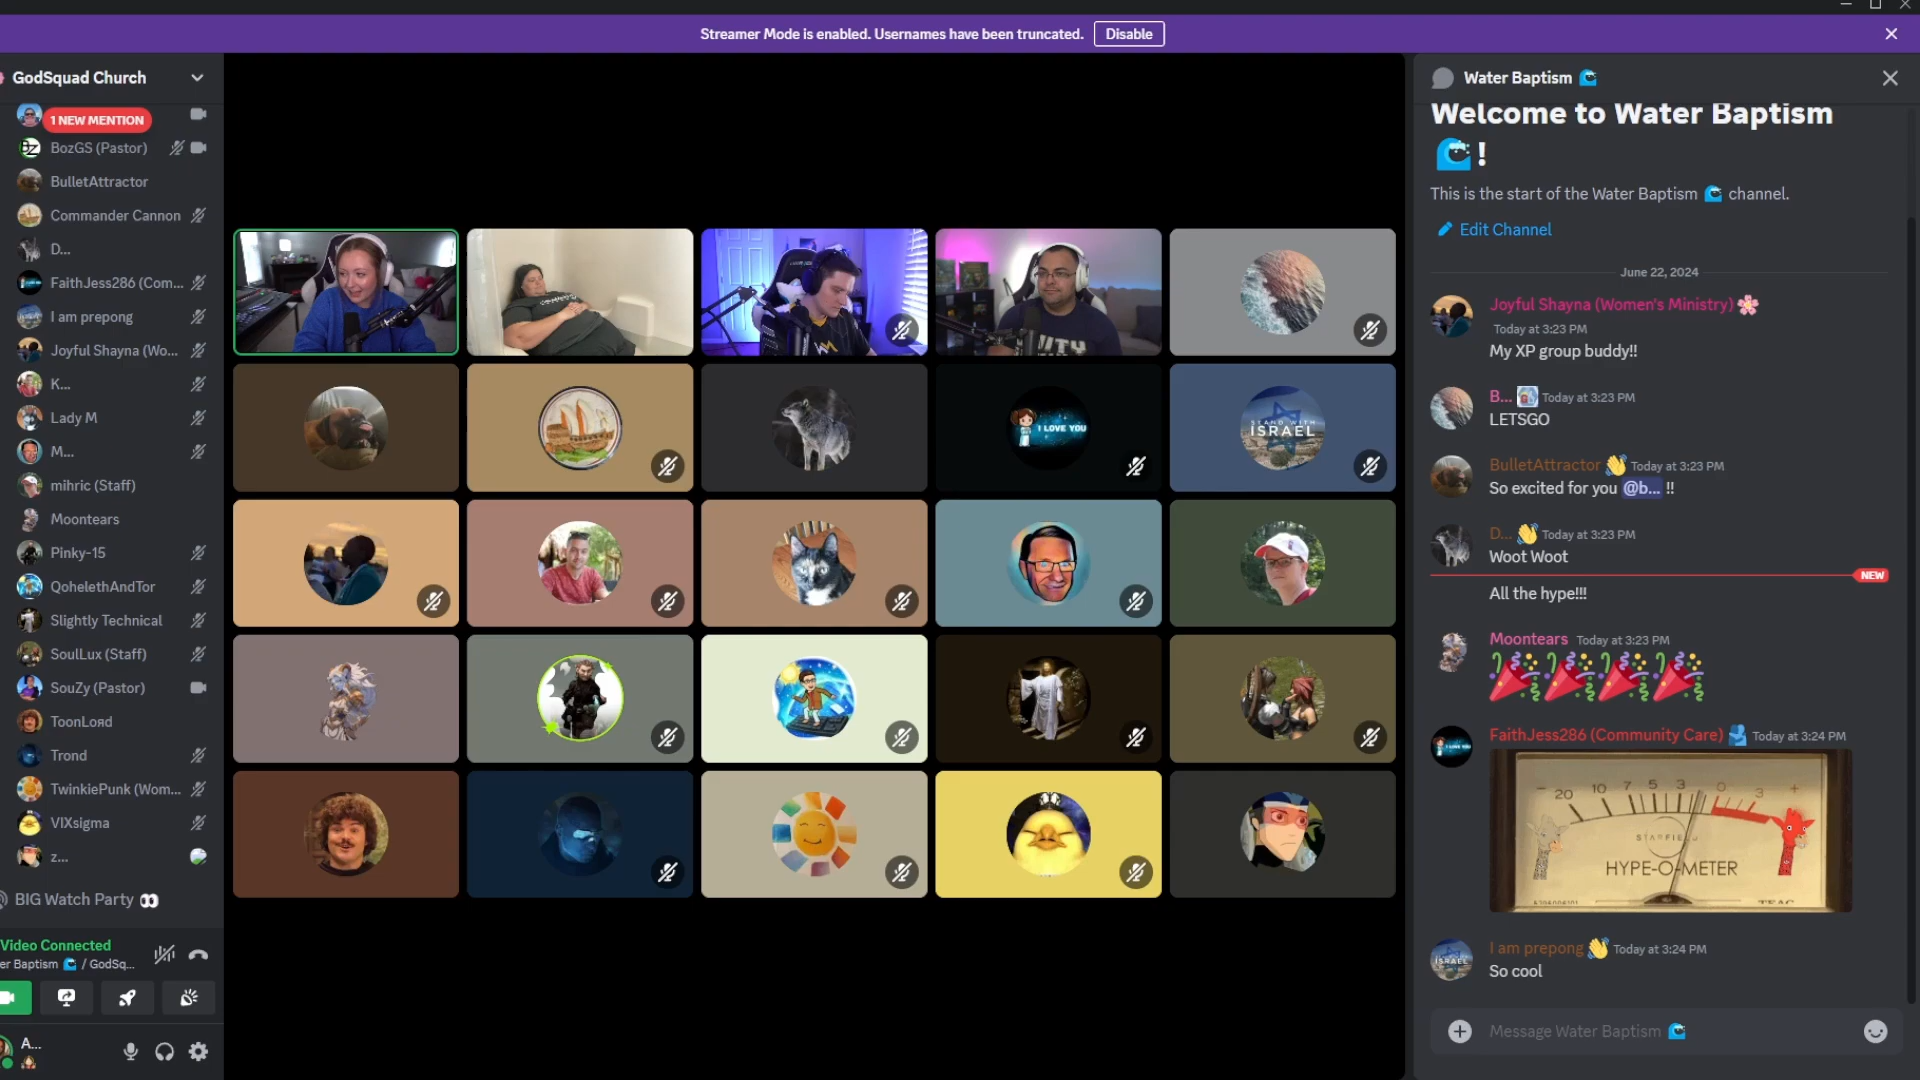 Streamer Mode is enabled. Usernames have been truncated.
Disable
GodSquad Church
1 NEW MENTION
BozGS (Pastor)
BulletAttractor
Commander Cannon
D...
FaithJess286 (Com...
I am prepong
Joyful Shayna (Wo...
K...
Lady M
M...
mihric (Staff)
Moontears
Pinky-15
QohelethAndTor
Slightly Technical
SoulLux (Staff)
SouZy (Pastor)
ToonLoяd
Trond
TwinkiePunk (Wom...
VIXsigma
z...
BIG Watch Party 👀
Video Connected
er Baptism 🌊 / GodSq...
A...
I LOVE YOU
STAND WITH
ISRAEL
Water Baptism 🌊
Welcome to Water Baptism
🌊!
This is the start of the Water Baptism 🌊 channel.
Edit Channel
June 22, 2024
Joyful Shayna (Women's Ministry) 🌸
Today at 3:23 PM
My XP group buddy!!
B... Today at 3:23 PM
LETSGO
BulletAttractor 👋 Today at 3:23 PM
So excited for you @b... !!
D... 👋 Today at 3:23 PM
Woot Woot
NEW
All the hype!!!
Moontears Today at 3:23 PM
🎉🎉🎉🎉
FaithJess286 (Community Care) 🫂 Today at 3:24 PM
- 20 10 7 5 3 0 3 +
STARFIELD
HYPE-O-METER
TEAC
I am prepong 👋 Today at 3:24 PM
So cool
Message Water Baptism 🌊